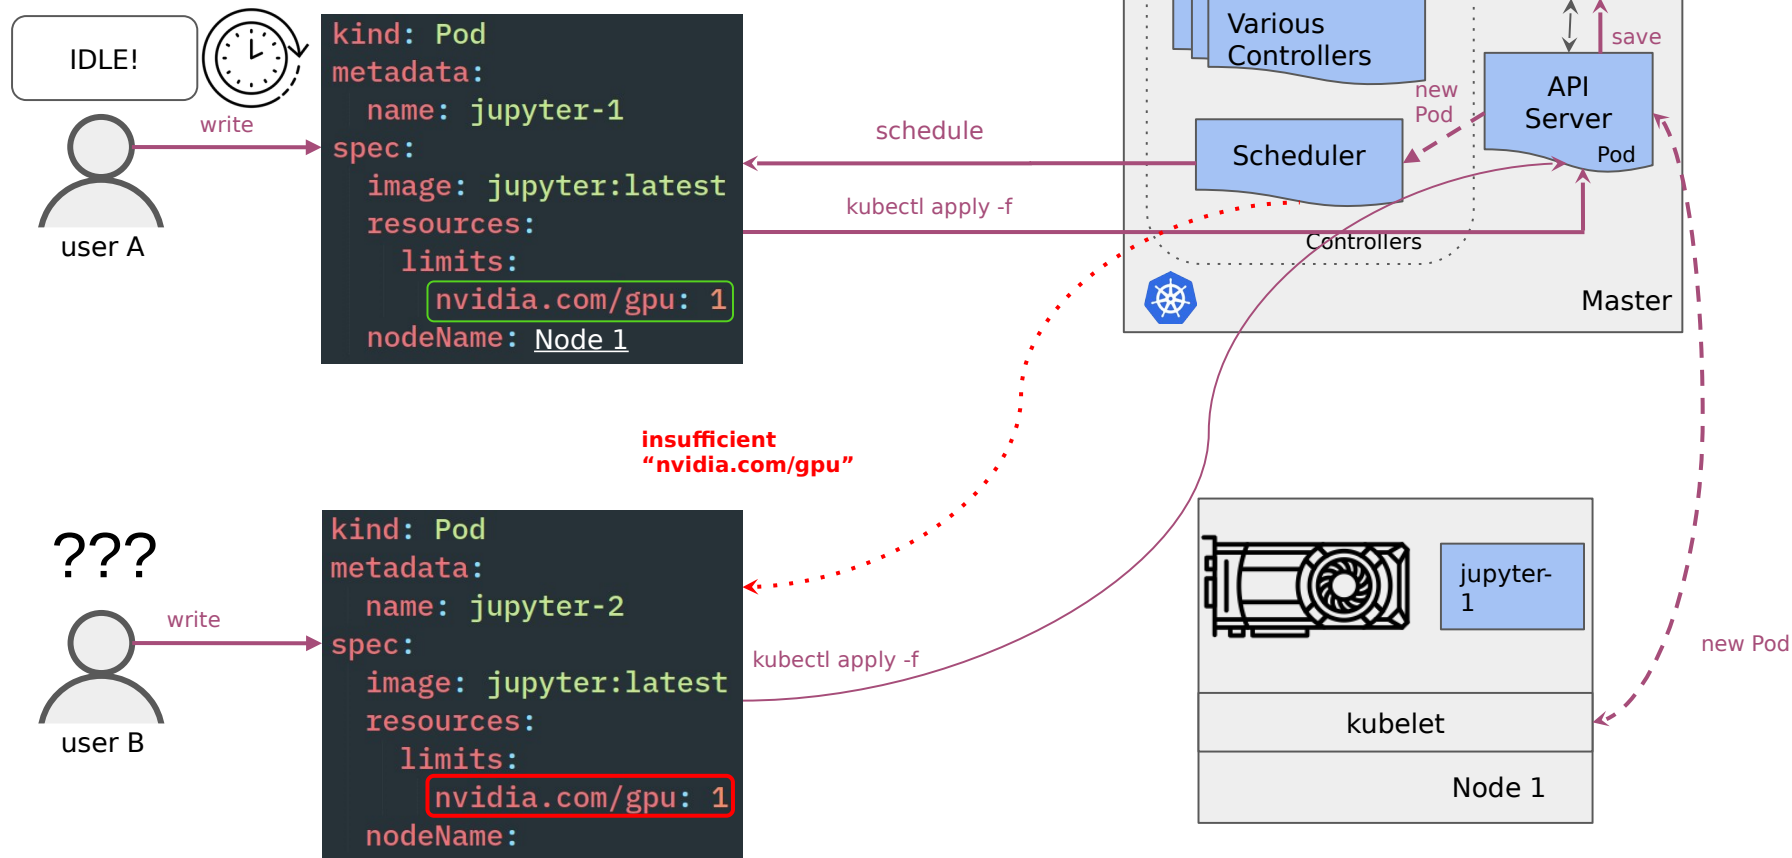 IDLE!
write
user A
kind: Pod
metadata:
name: jupyter-1
spec:
image: jupyter:latest
resources:
limits:
nvidia.com/gpu: 1
nodeName: Node 1
schedule
kubectl apply -f
Various
Controllers
Scheduler
new
Pod
save
API
Server
Pod
Controllers
Master
insufficient
“nvidia.com/gpu”
???
write
user B
kind: Pod
metadata:
name: jupyter-2
spec:
image: jupyter:latest
resources:
limits:
nvidia.com/gpu: 1
nodeName:
kubectl apply -f
jupyter-
1
kubelet
Node 1
new Pod